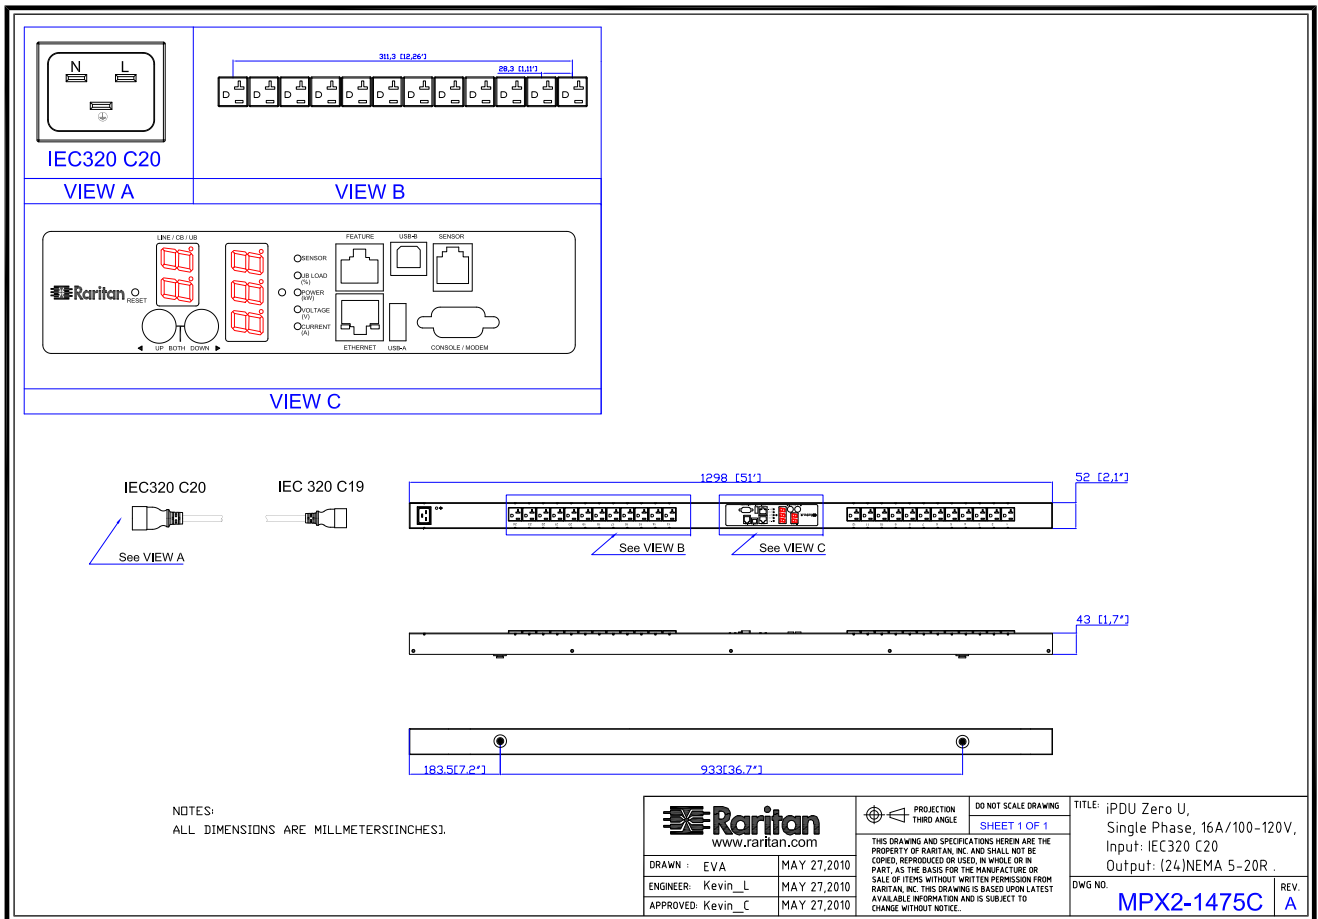 N L
IEC320 C20
VIEW A
311,3 [12,26"]
28,3 [1,11"]
VIEW B
LINE / CB / UB
FEATURE
USB-B
SENSOR
Raritan
RESET
SENSOR
UB LOAD
(%)
POWER
(kW)
VOLTAGE
(V)
CURRENT
(A)
UP BOTH DOWN
ETHERNET
USB-A
CONSOLE / MODEM
VIEW C
IEC320 C20
IEC 320 C19
See VIEW A
1298 [51"]
52 [2,1"]
See VIEW B
See VIEW C
43 [1,7"]
183.5[7.2"]
933[36.7"]
NOTES:
ALL DIMENSIONS ARE MILLMETERS[INCHES].
Raritan
www.raritan.com
DRAWN : EVA MAY 27,2010
ENGINEER: Kevin_L MAY 27,2010
APPROVED: Kevin_C MAY 27,2010
PROJECTION
THIRD ANGLE
DO NOT SCALE DRAWING
SHEET 1 OF 1
THIS DRAWING AND SPECIFICATIONS HEREIN ARE THE
PROPERTY OF RARITAN, INC. AND SHALL NOT BE
COPIED, REPRODUCED OR USED, IN WHOLE OR IN
PART, AS THE BASIS FOR THE MANUFACTURE OR
SALE OF ITEMS WITHOUT WRITTEN PERMISSION FROM
RARITAN, INC. THIS DRAWING IS BASED UPON LATEST
AVAILABLE INFORMATION AND IS SUBJECT TO
CHANGE WITHOUT NOTICE..
TITLE: iPDU Zero U,
Single Phase, 16A/100-120V,
Input: IEC320 C20
Output: (24)NEMA 5-20R .
DWG NO.
MPX2-1475C
REV.
A